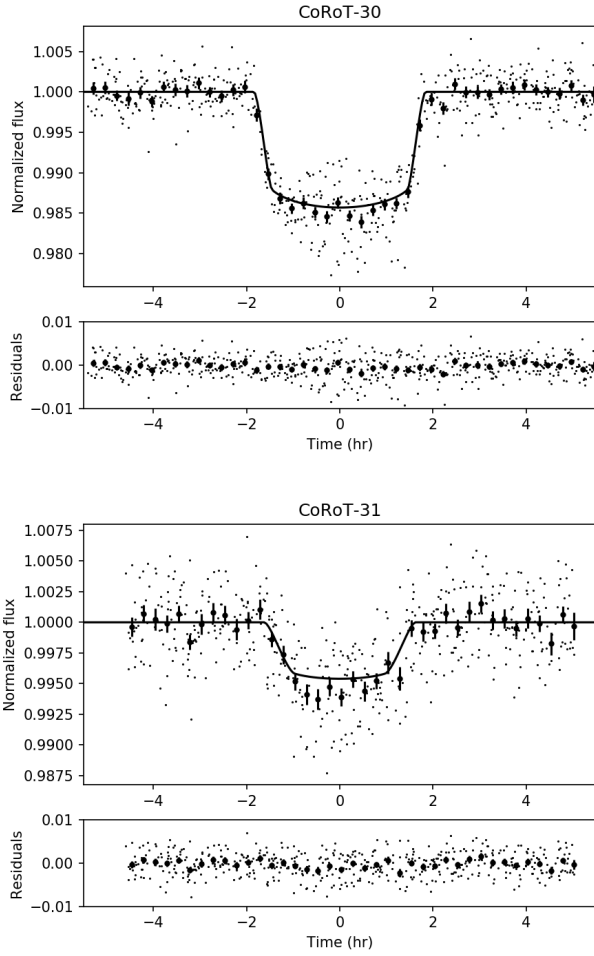 CoRoT-30
1.005
1.000
0.995
0.990
0.985
0.980
Normalized flux
−4 −2 0 2 4
0.01
0.00
−0.01
Residuals
−4 −2 0 2 4
Time (hr)
CoRoT-31
1.0075
1.0050
1.0025
1.0000
0.9975
0.9950
0.9925
0.9900
0.9875
Normalized flux
−4 −2 0 2 4
0.01
0.00
−0.01
Residuals
−4 −2 0 2 4
Time (hr)